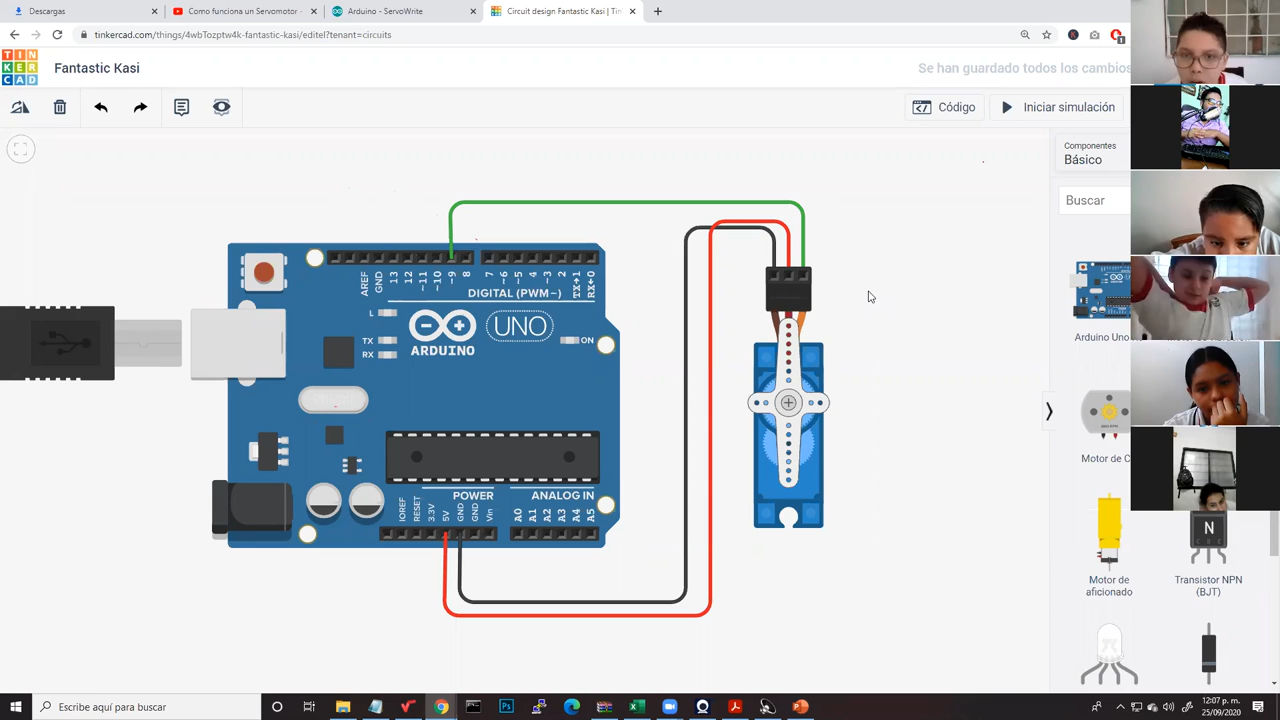 Descargas
Como funciona un Servomotor -
Arduino - ServoWrite
Circuit design Fantastic Kasi | Tin
tinkercad.com/things/4wbTozptw4k-fantastic-kasi/editel?tenant=circuits
1
TIN
KER
CAD
Fantastic Kasi
Se han guardado todos los cambios
Código
Iniciar simulación
Componentes
Básico
Buscar
AREF
GND
13
12
~11
~10
~9
8
7
~6
~5
4
~3
2
TX→1
RX←0
DIGITAL (PWM~)
L
TX
RX
UNO
ARDUINO
ON
POWER
ANALOG IN
IOREF
RESET
3.3V
5V
GND
GND
Vin
A0
A1
A2
A3
A4
A5
Arduino Uno
Motor de C
N
Motor de
aficionado
Transistor NPN
(BJT)
Escribe aquí para buscar
12:07 p. m.
25/09/2020